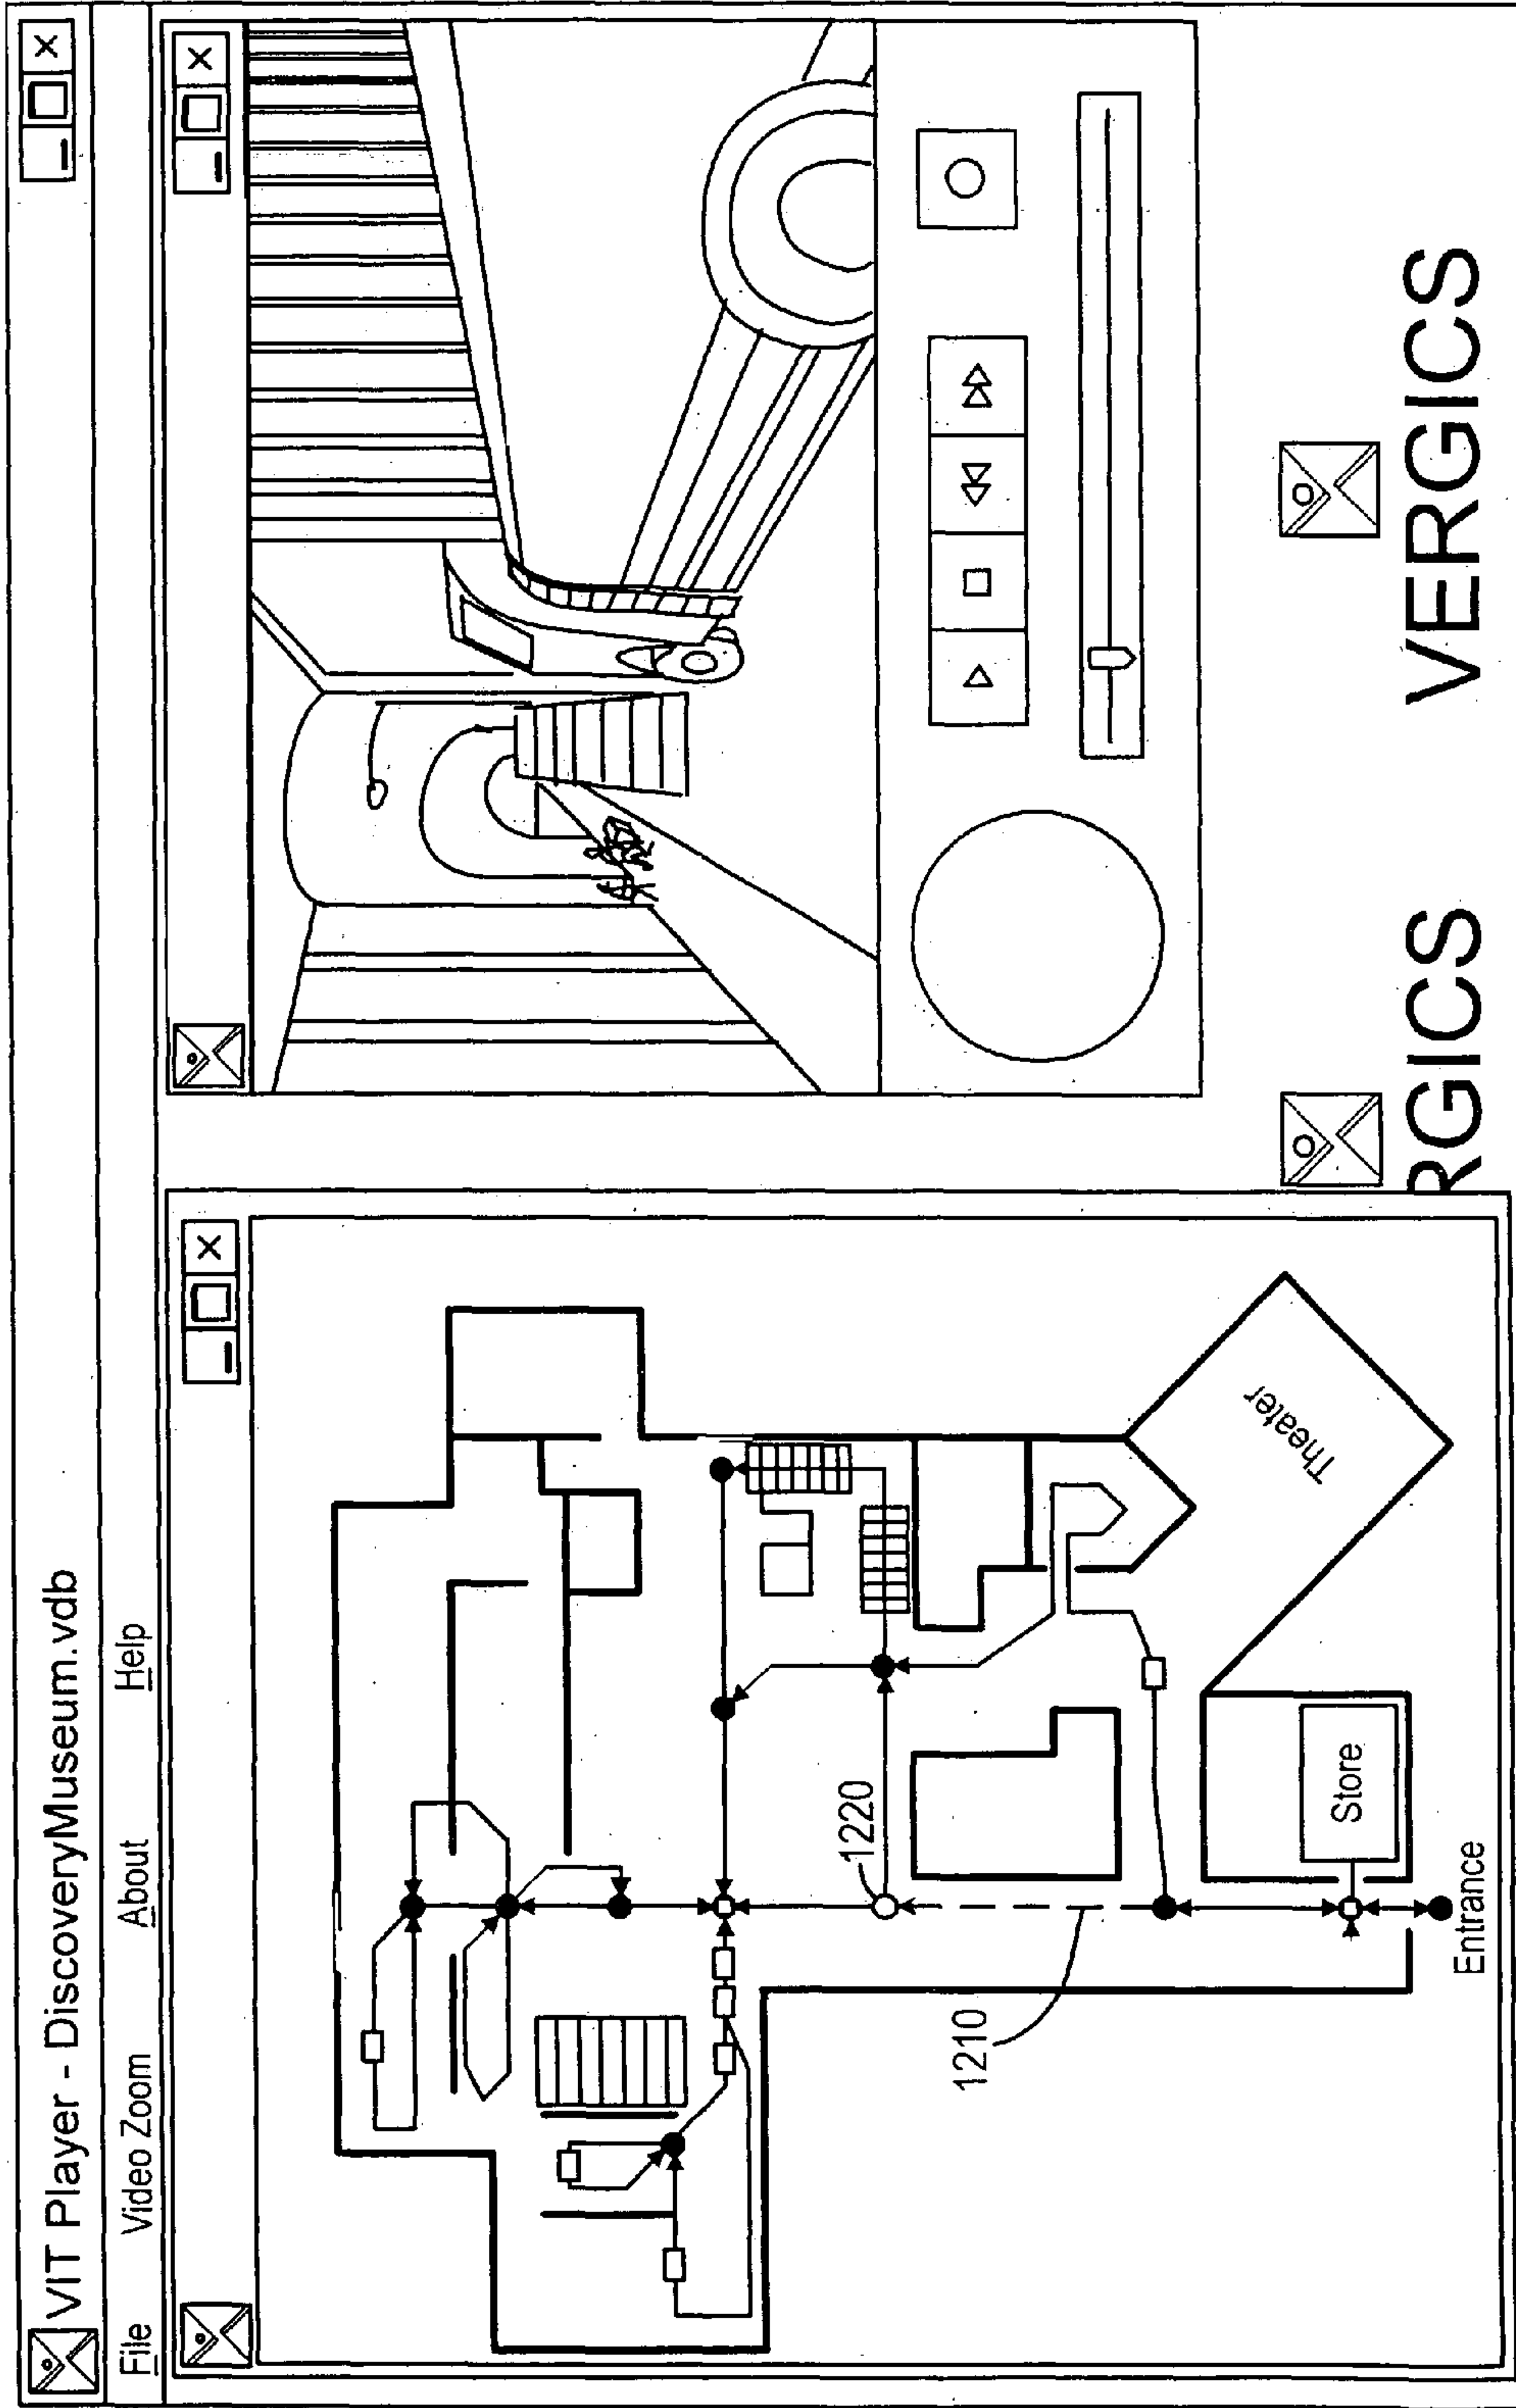 VIT Player - DiscoveryMuseum.vdb
File Video Zoom About Help
1220
1210
Theater
Store
Entrance
RGICS
VERGICS